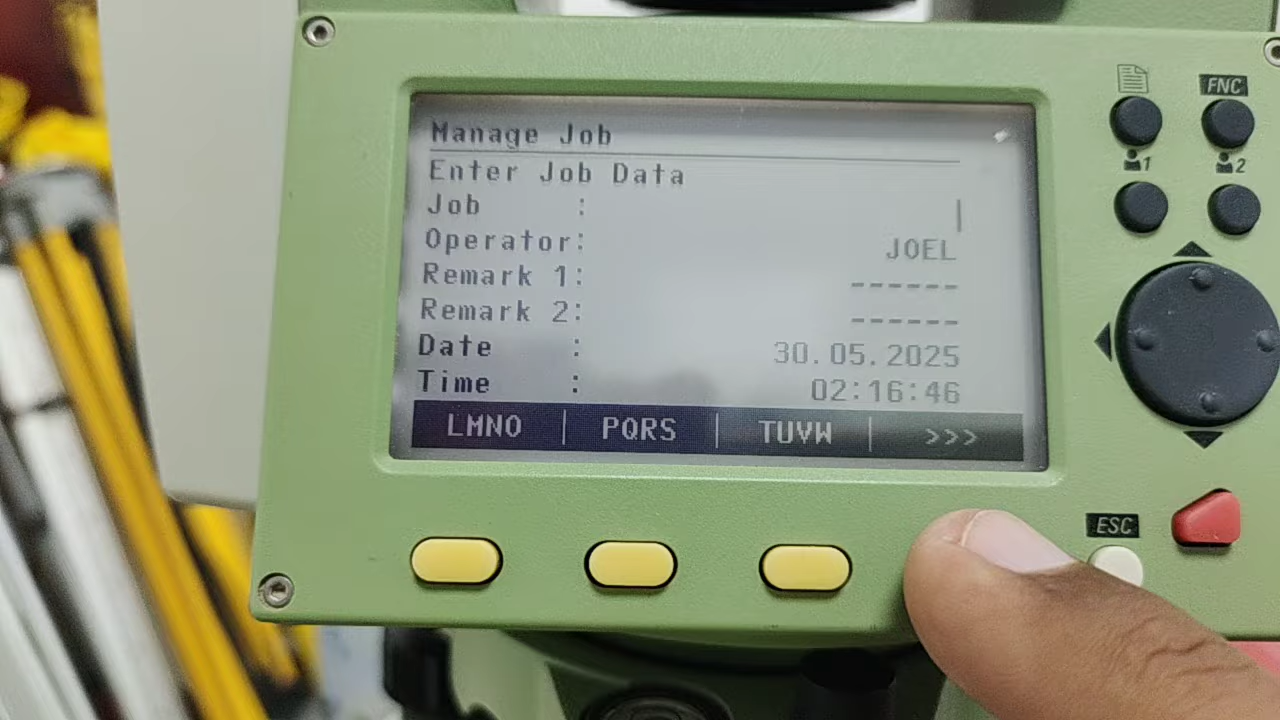 Manage Job
Enter Job Data
Job :
Operator: JOEL
Remark 1: ------
Remark 2: ------
Date : 30.05.2025
Time : 02:16:46
LMNO | PQRS | TUVW | >>>
FNC
1 2
ESC